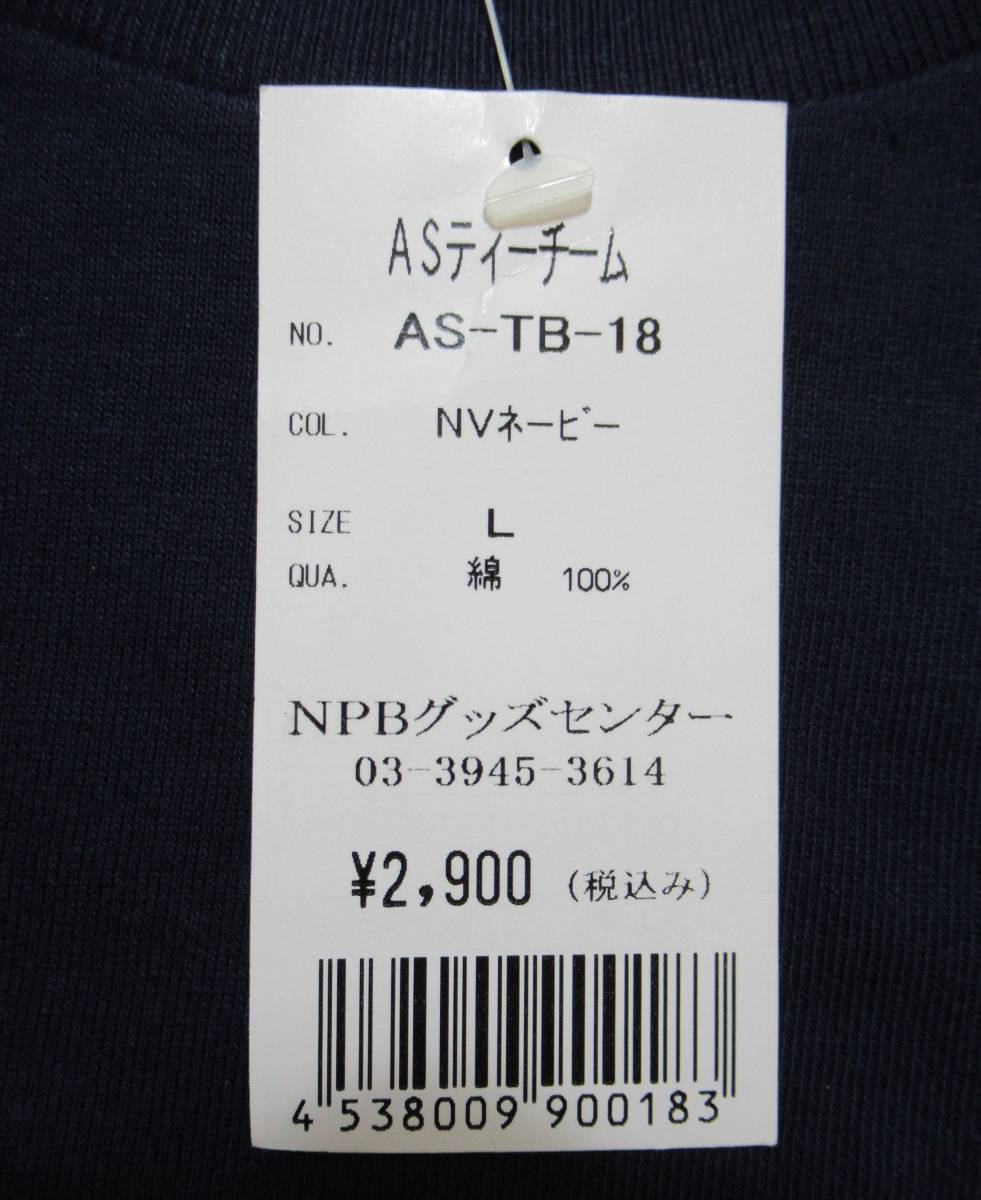 ASティーチーム
NO. AS-TB-18
COL. NVネービー
SIZE L
QUA. 綿 100%
NPBグッズセンター
03-3945-3614
¥2,900 (税込み)
4 538009 900183